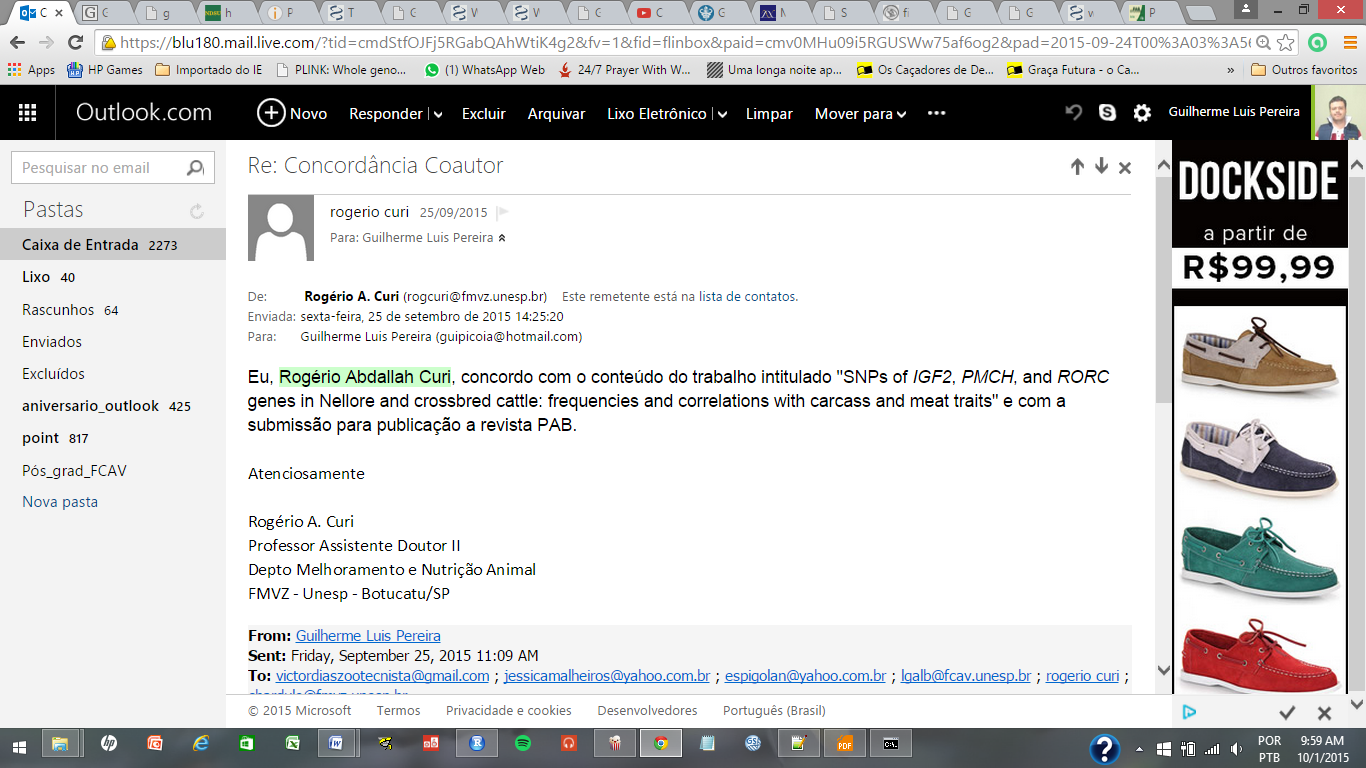 C
G
g
h
P
T
C
W
W
C
C
G
M
S
fi
G
G
v
P
https://blu180.mail.live.com/?tid=cmdStfOJFj5RGabQAhWtiK4g2&fv=1&fid=flinbox&paid=cmv0MHu09i5RGUSWw75af6og2&pad=2015-09-24T00%3A03%3A56
Apps HP Games Importado do IE PLINK: Whole geno... (1) WhatsApp Web 24/7 Prayer With W... Uma longa noite ap... Os Caçadores de De... Graça Futura - o Ca... » Outros favoritos
Outlook.com Novo Responder Excluir Arquivar Lixo Eletrônico Limpar Mover para ••• Guilherme Luis Pereira
Pesquisar no email
Pastas
Caixa de Entrada 2273
Lixo 40
Rascunhos 64
Enviados
Excluídos
aniversario_outlook 425
point 817
Pós_grad_FCAV
Nova pasta
Re: Concordância Coautor
rogerio curi 25/09/2015
Para: Guilherme Luis Pereira
De: Rogério A. Curi (rogcuri@fmvz.unesp.br) Este remetente está na lista de contatos.
Enviada: sexta-feira, 25 de setembro de 2015 14:25:20
Para: Guilherme Luis Pereira (guipicoia@hotmail.com)
Eu, Rogério Abdallah Curi, concordo com o conteúdo do trabalho intitulado "SNPs of IGF2, PMCH, and RORC
genes in Nellore and crossbred cattle: frequencies and correlations with carcass and meat traits" e com a
submissão para publicação a revista PAB.
Atenciosamente
Rogério A. Curi
Professor Assistente Doutor II
Depto Melhoramento e Nutrição Animal
FMVZ - Unesp - Botucatu/SP
From: Guilherme Luis Pereira
Sent: Friday, September 25, 2015 11:09 AM
To: victordiaszootecnista@gmail.com ; jessicamalheiros@yahoo.com.br ; espigolan@yahoo.com.br ; lgalb@fcav.unesp.br ; rogerio curi ;
© 2015 Microsoft Termos Privacidade e cookies Desenvolvedores Português (Brasil)
DOCKSIDE
a partir de
R$99,99
POR
PTB
9:59 AM
10/1/2015